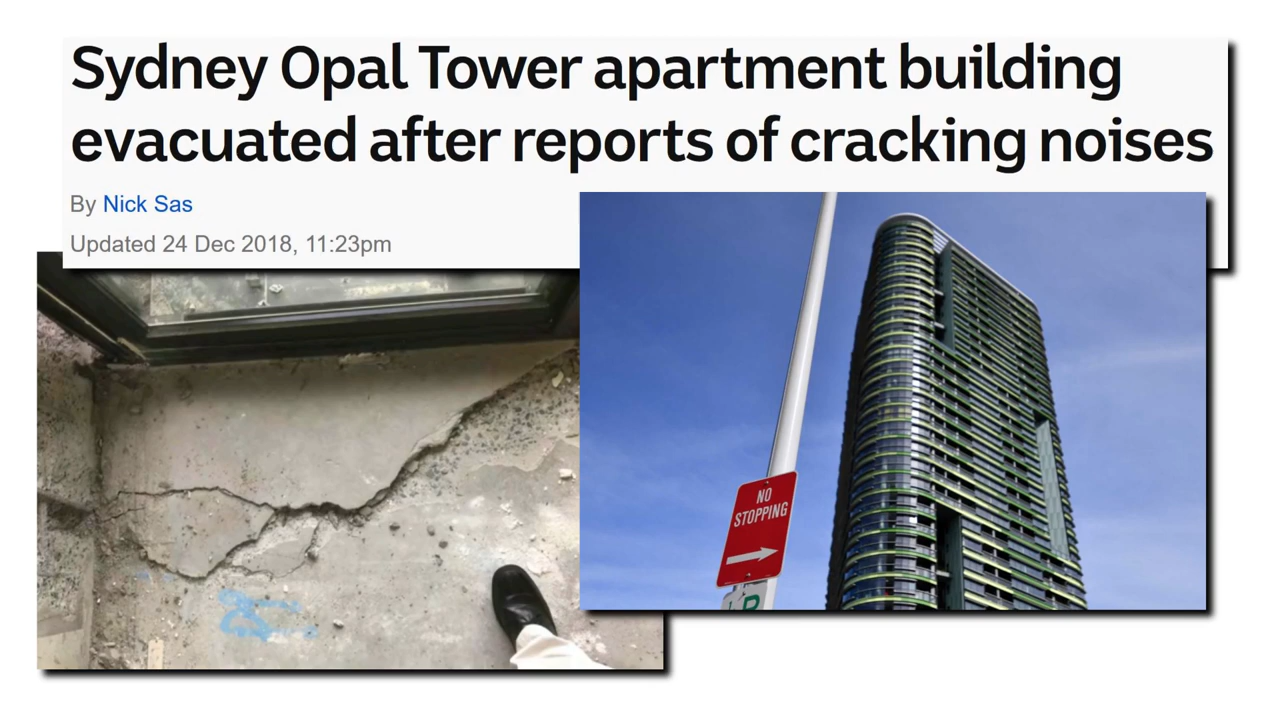 Sydney Opal Tower apartment building
evacuated after reports of cracking noises
By Nick Sas
Updated 24 Dec 2018, 11:23pm
NO
STOPPING
P